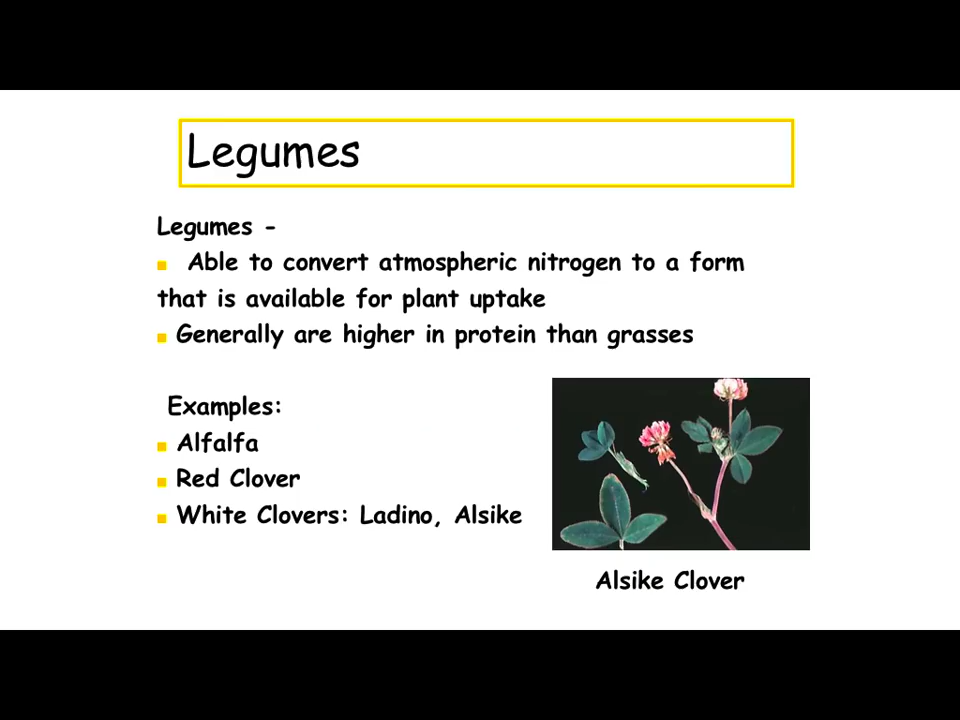 Legumes
Legumes -
Able to convert atmospheric nitrogen to a form
that is available for plant uptake
Generally are higher in protein than grasses
Examples:
Alfalfa
Red Clover
White Clovers: Ladino, Alsike
Alsike Clover